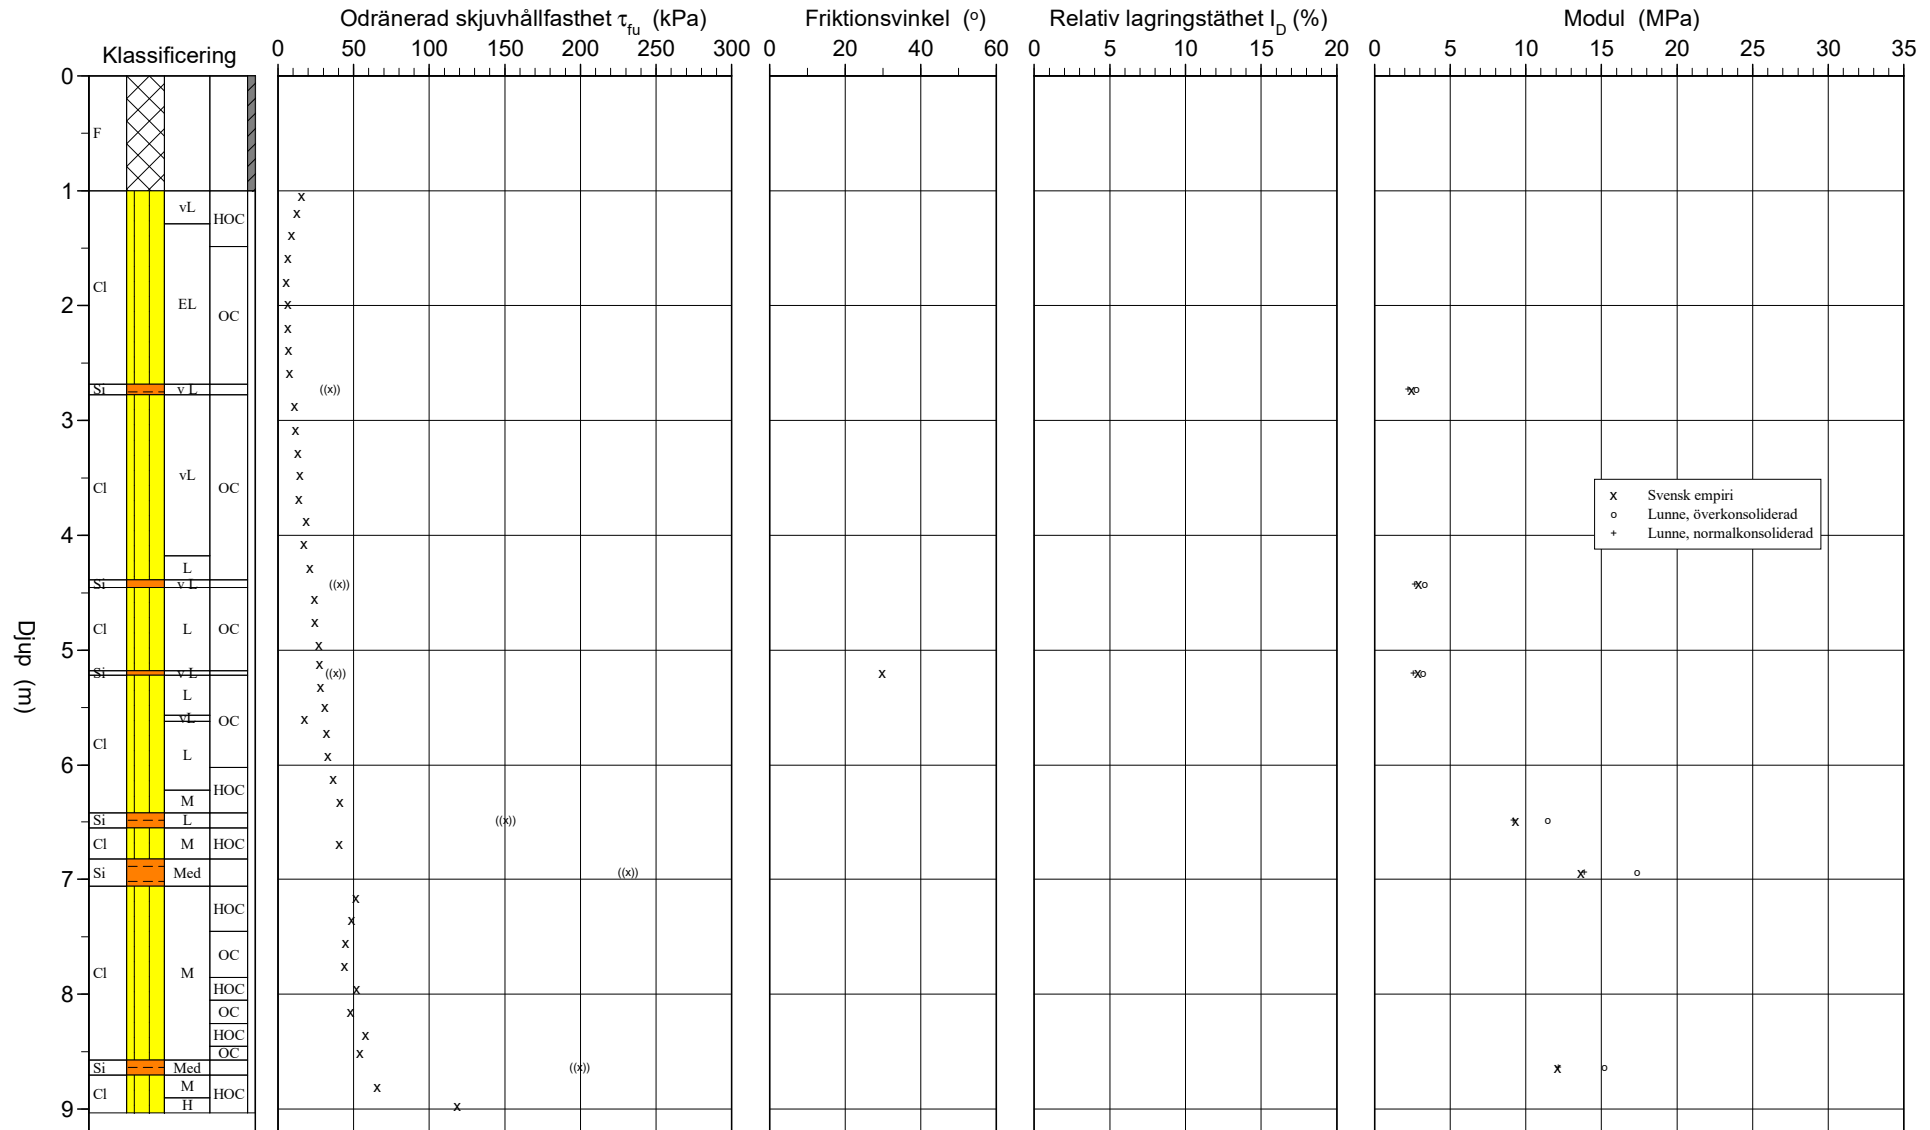 Odränerad skjuvhållfasthet τfu (kPa)
Friktionsvinkel (o)
Relativ lagringstäthet ID (%)
Modul (MPa)
Klassificering
0 50 100 150 200 250 300
0 20 40 60
0 5 10 15 20
0 5 10 15 20 25 30 35
Djup (m)
0
F
1
vL
HOC
Cl
EL
OC
2
Si v L
((x))
3
Cl vL OC
x Svensk empiri
o Lunne, överkonsoliderad
+ Lunne, normalkonsoliderad
4
L
Si v L
((x))
Cl L OC
5
Si v L
((x))
L
vL
OC
Cl
L
6
HOC
M
Si L
((x))
Cl M HOC
Si Med
((x))
7
HOC
OC
Cl M
HOC
8
OC
HOC
OC
Si Med
((x))
M
Cl HOC
H
9